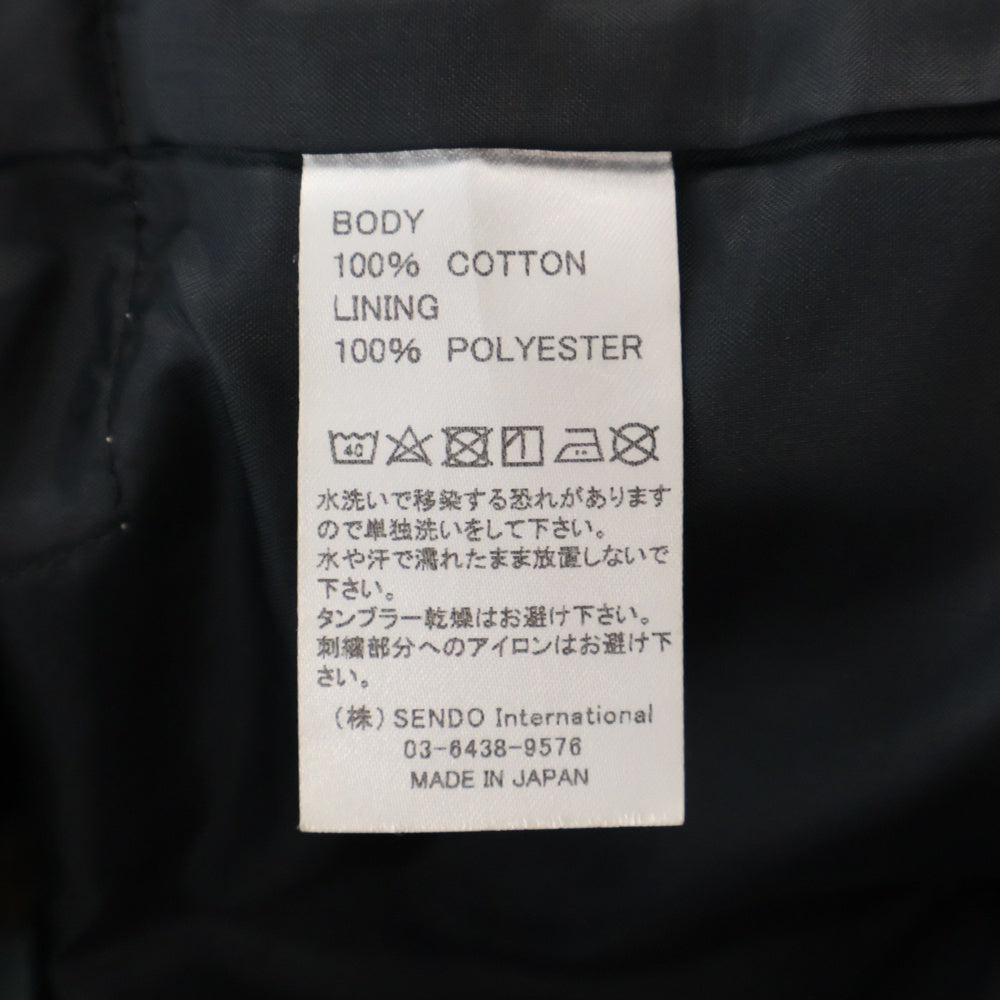 BODY
100% COTTON
LINING
100% POLYESTER
40
水洗いで移染する恐れがあります
ので単独洗いをして下さい。
水や汗で濡れたまま放置しないで
下さい。
タンブラー乾燥はお避け下さい。
刺繍部分へのアイロンはお避け下
さい。
(株)SENDO International
03-6438-9576
MADE IN JAPAN